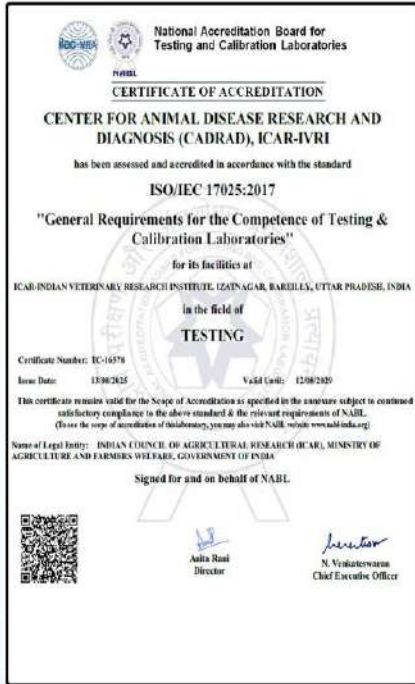 ilac-MRA
NABL
National Accreditation Board for
Testing and Calibration Laboratories
CERTIFICATE OF ACCREDITATION
CENTER FOR ANIMAL DISEASE RESEARCH AND
DIAGNOSIS (CADRAD), ICAR-IVRI
has been assessed and accredited in accordance with the standard
ISO/IEC 17025:2017
"General Requirements for the Competence of Testing &
Calibration Laboratories"
for its facilities at
ICAR-INDIAN VETERINARY RESEARCH INSTITUTE, IZATNAGAR, BAREILLY, UTTAR PRADESH, INDIA
in the field of
TESTING
Certificate Number: TC-16578
Issue Date: 13/08/2025 Valid Until: 12/08/2029
This certificate remains valid for the Scope of Accreditation as specified in the annexure subject to continued
satisfactory compliance to the above standard & the relevant requirements of NABL.
(To see the scope of accreditation of this laboratory, you may also visit NABL website www.nabl-india.org)
Name of Legal Entity: INDIAN COUNCIL OF AGRICULTURAL RESEARCH (ICAR), MINISTRY OF
AGRICULTURE AND FARMERS WELFARE, GOVERNMENT OF INDIA
Signed for and on behalf of NABL
Anita Rani
Director
N. Venkateswaran
Chief Executive Officer